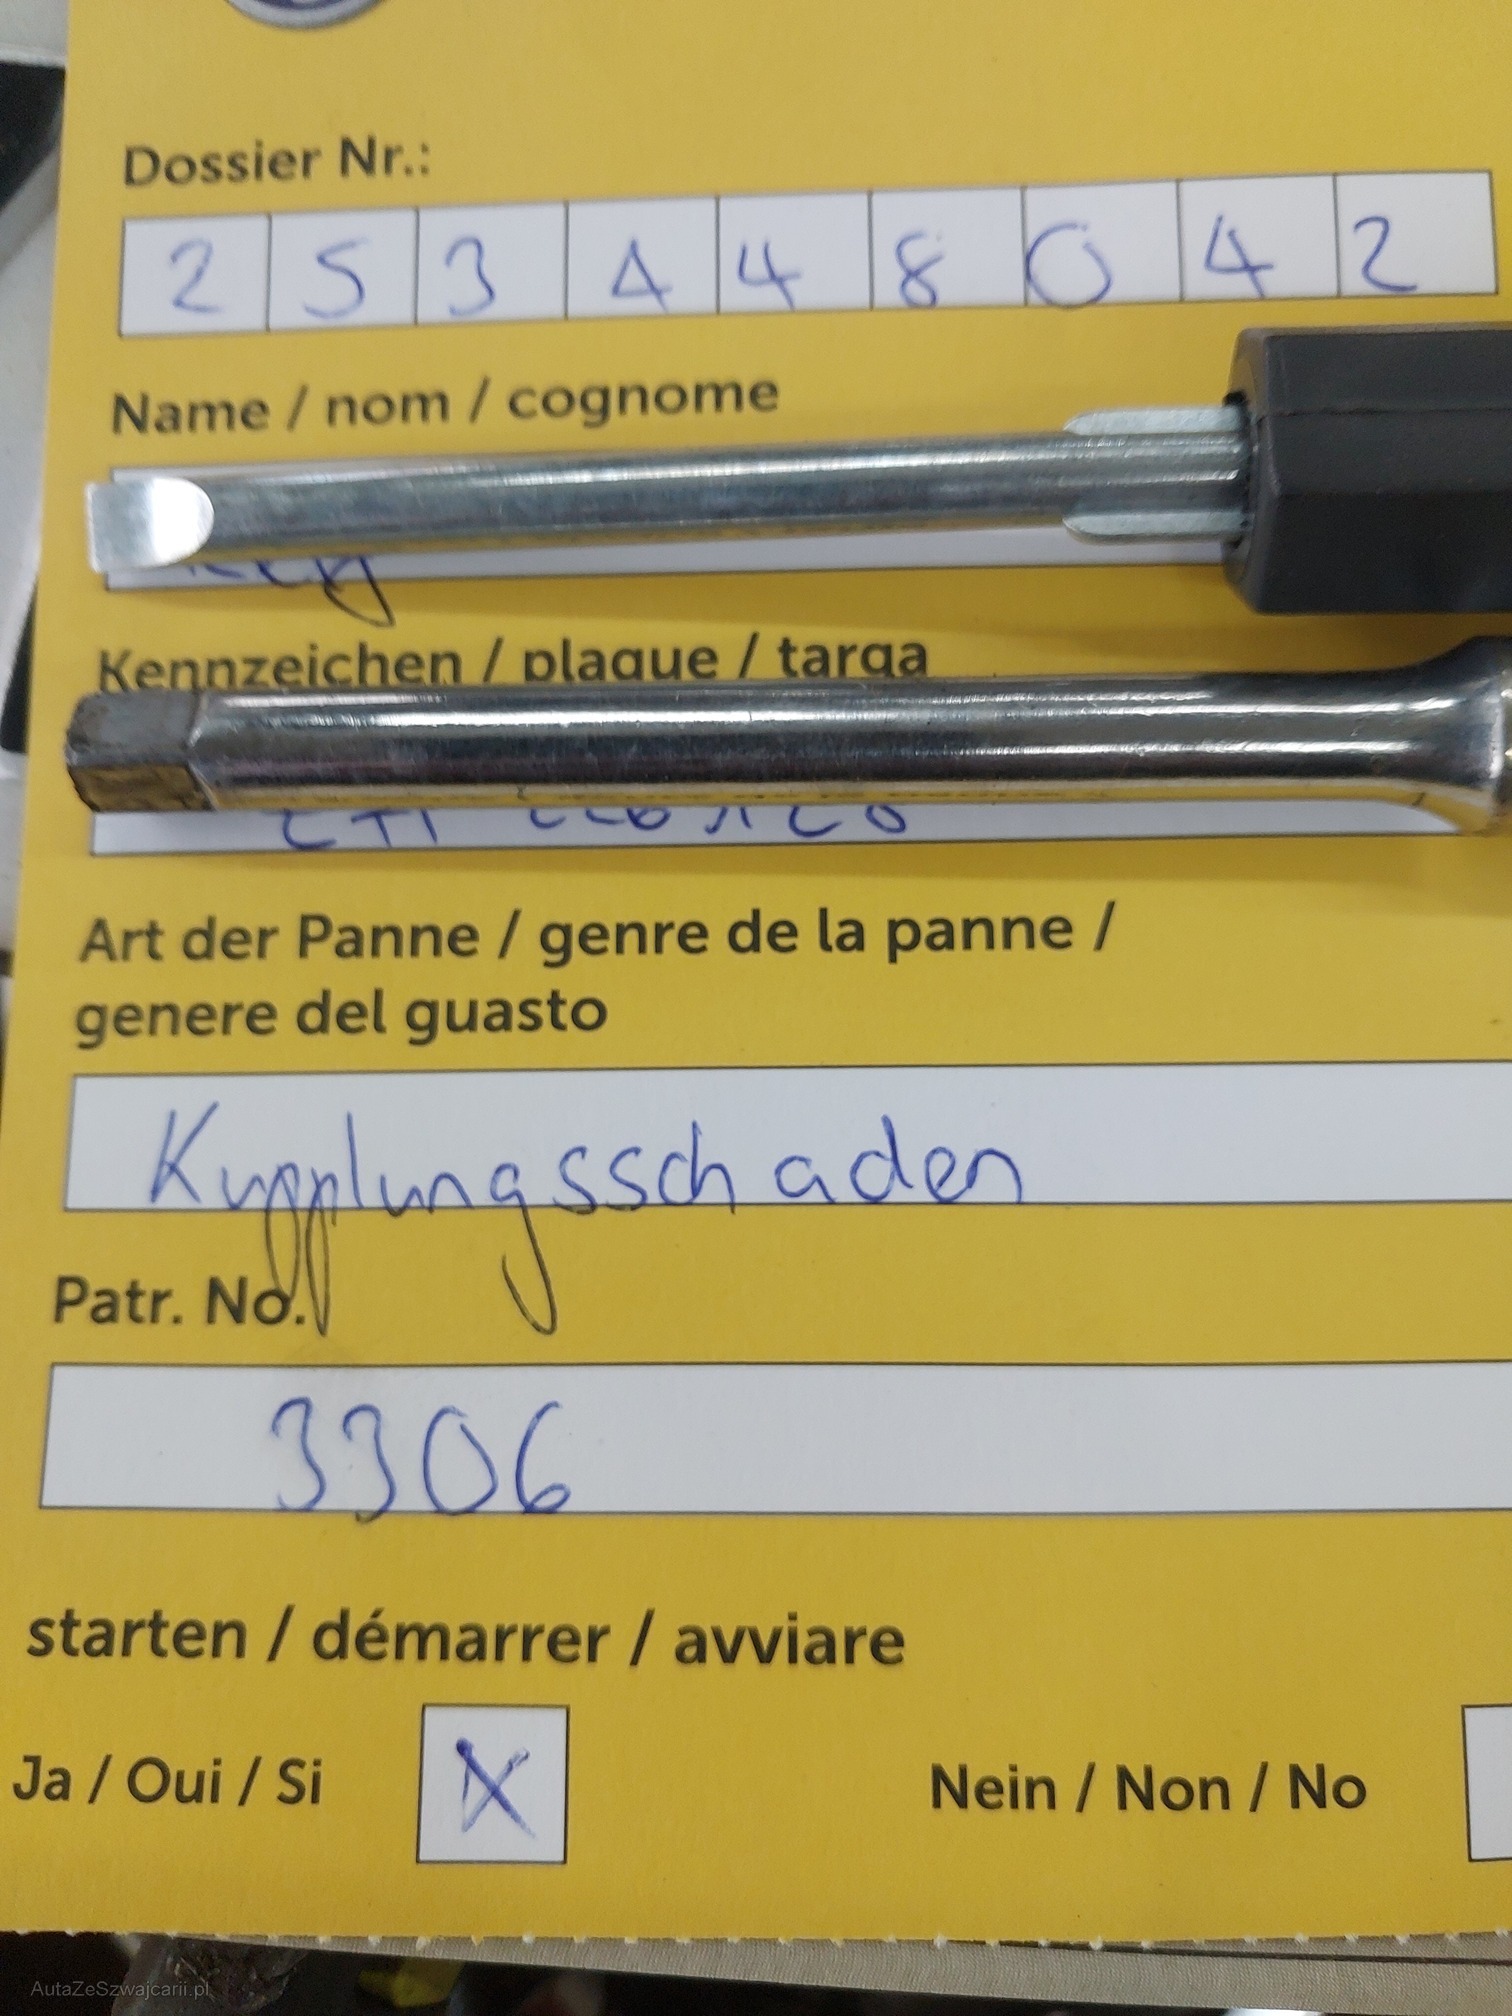 Dossier Nr.:
2 5 3 4 4 8 0 4 2
Name / nom / cognome
Kennzeichen / plaque / targa
Art der Panne / genre de la panne /
genere del guasto
Kupplungsschaden
Patr. No.
3306
starten / démarrer / avviare
Ja / Oui / Si X Nein / Non / No
AutaZeSzwajcarii.pl